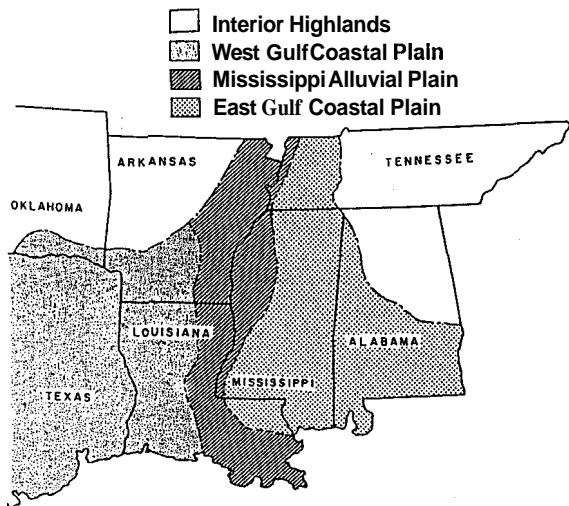 Interior Highlands
West Gulf Coastal Plain
Mississippi Alluvial Plain
East Gulf Coastal Plain
ARKANSAS
TENNESSEE
OKLAHOMA
LOUISIANA
ALABAMA
MISSISSIPPI
TEXAS